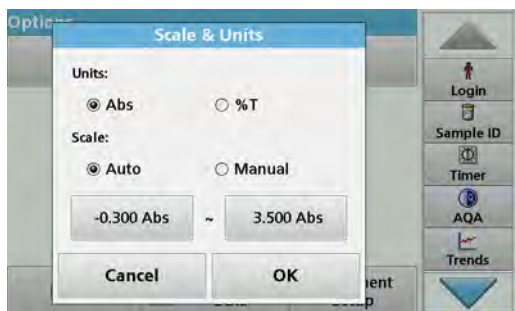 Scale & Units
Units:
Abs
%T
Scale:
Auto
Manual
-0.300 Abs
~
3.500 Abs
Cancel
OK
Login
Sample ID
Timer
AQA
Trends